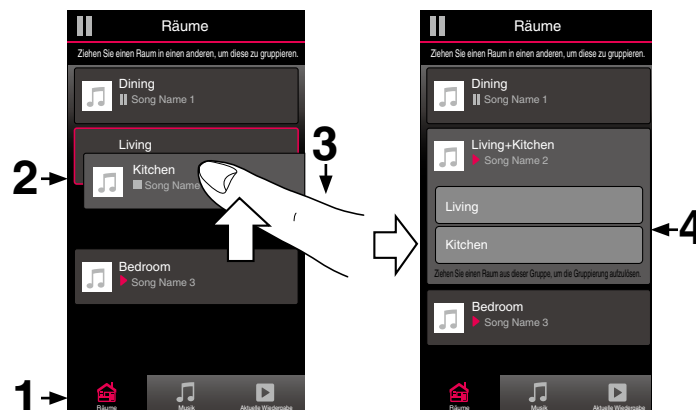 Räume
Ziehen Sie einen Raum in einen anderen, um diese zu gruppieren.
Dining
Song Name 1
Living
Kitchen
Song Name
Bedroom
Song Name 3
Räume
Musik
Aktuelle Wiedergabe
1
2
3
Räume
Ziehen Sie einen Raum in einen anderen, um diese zu gruppieren.
Dining
Song Name 1
Living+Kitchen
Song Name 2
Living
Kitchen
Ziehen Sie einen Raum aus dieser Gruppe, um die Gruppierung aufzulösen.
Bedroom
Song Name 3
Räume
Musik
Aktuelle Wiedergabe
4